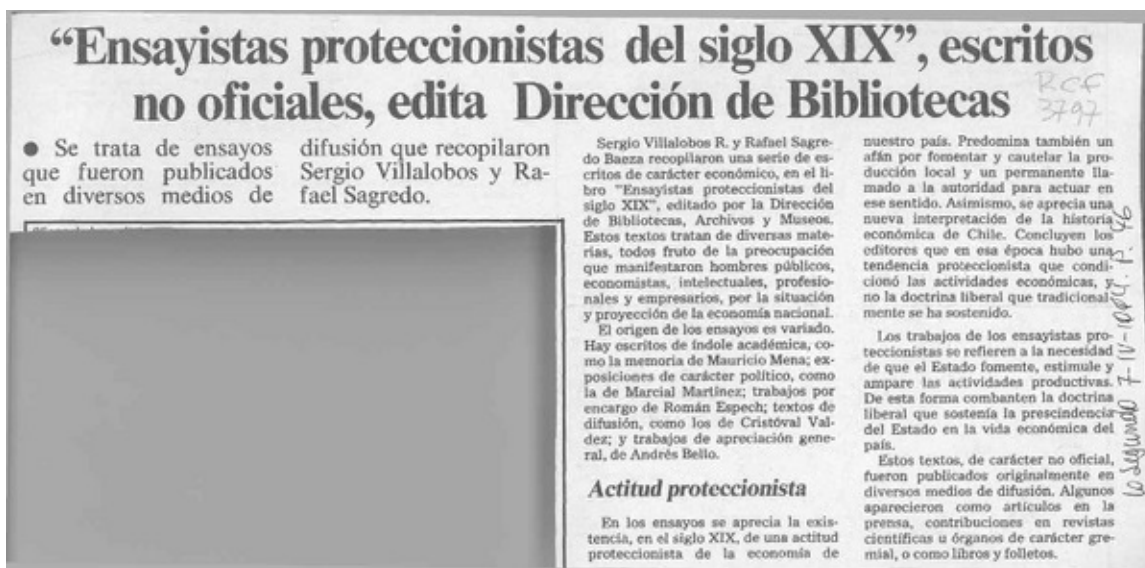 “Ensayistas proteccionistas del siglo XIX”, escritos
no oficiales, edita Dirección de Bibliotecas
RCF
3797
● Se trata de ensayos
que fueron publicados
en diversos medios de
difusión que recopilaron
Sergio Villalobos y Ra-
fael Sagredo.
Sergio Villalobos R. y Rafael Sagre-
do Baeza recopilaron una serie de es-
critos de carácter económico, en el li-
bro "Ensayistas proteccionistas del
siglo XIX", editado por la Dirección
de Bibliotecas, Archivos y Museos.
Estos textos tratan de diversas mate-
rias, todos fruto de la preocupación
que manifestaron hombres públicos,
economistas, intelectuales, profesio-
nales y empresarios, por la situación
y proyección de la economía nacional.
El origen de los ensayos es variado.
Hay escritos de índole académica, co-
mo la memoria de Mauricio Mena; ex-
posiciones de carácter político, como
la de Marcial Martínez; trabajos por
encargo de Román Espech; textos de
difusión, como los de Cristóval Val-
dez; y trabajos de apreciación gene-
ral, de Andrés Bello.
Actitud proteccionista
En los ensayos se aprecia la exis-
tencia, en el siglo XIX, de una actitud
proteccionista de la economía de
nuestro país. Predomina también un
afán por fomentar y cautelar la pro-
ducción local y un permanente lla-
mado a la autoridad para actuar en
ese sentido. Asimismo, se aprecia una
nueva interpretación de la historia
económica de Chile. Concluyen los
editores que en esa época hubo una
tendencia proteccionista que condi-
cionó las actividades económicas, y
no la doctrina liberal que tradicional-
mente se ha sostenido.
Los trabajos de los ensayistas pro-
teccionistas se refieren a la necesidad
de que el Estado fomente, estimule y
ampare las actividades productivas.
De esta forma combanten la doctrina
liberal que sostenía la prescindencia
del Estado en la vida económica del
país.
Estos textos, de carácter no oficial,
fueron publicados originalmente en
diversos medios de difusión. Algunos
aparecieron como artículos en la
prensa, contribuciones en revistas
científicas u órganos de carácter gre-
mial, o como libros y folletos.
Segunda 7-IV- P. 46